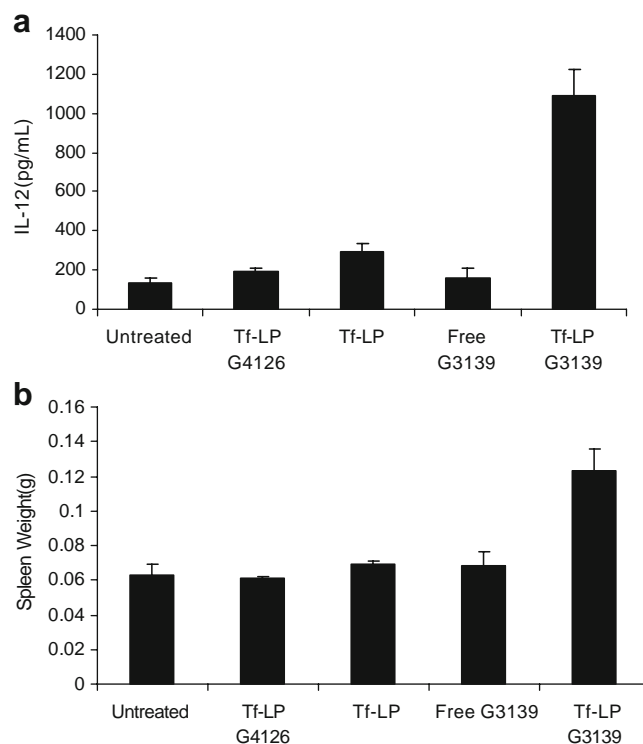 a
1400
1200
1000
800
600
400
200
0
IL-12(pg/mL)
Untreated
Tf-LP
G4126
Tf-LP
Free
G3139
Tf-LP
G3139
b
0.16
0.14
0.12
0.1
0.08
0.06
0.04
0.02
0
Spleen Weight(g)
Untreated
Tf-LP
G4126
Tf-LP
Free G3139
Tf-LP
G3139